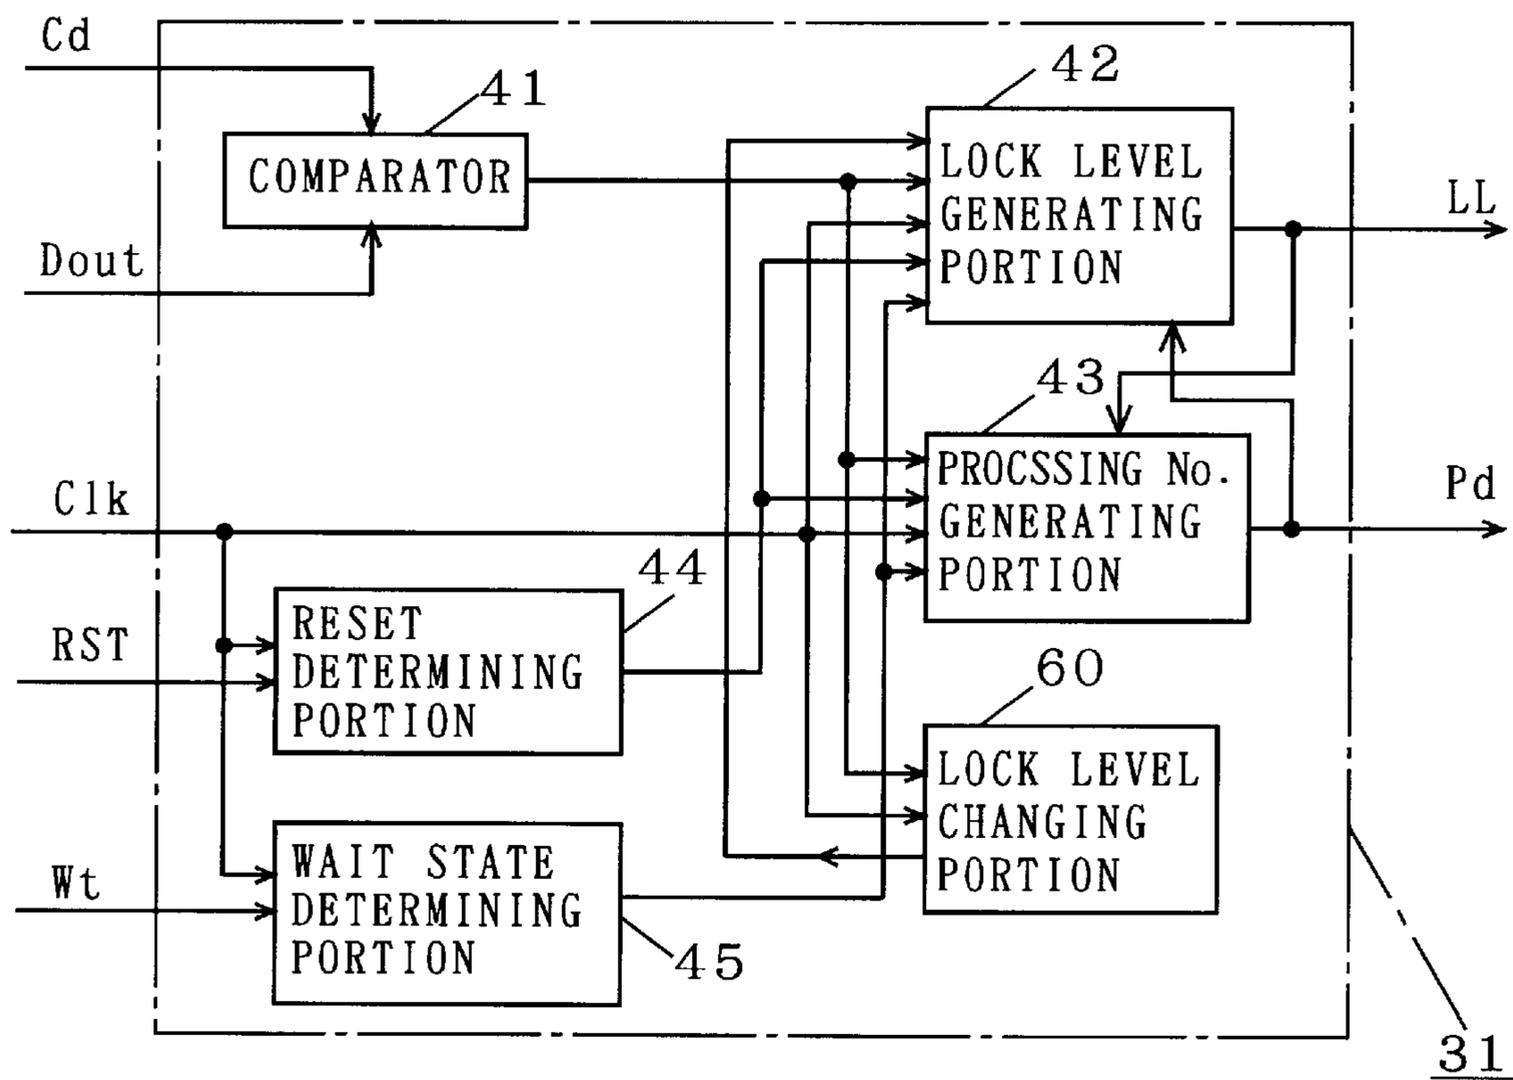 Cd
41
COMPARATOR
Dout
42
LOCK LEVEL
GENERATING
PORTION
LL
43
PROCSSING No.
GENERATING
PORTION
Pd
Clk
44
RESET
DETERMINING
PORTION
RST
60
LOCK LEVEL
CHANGING
PORTION
Wt
WAIT STATE
DETERMINING
PORTION
45
31